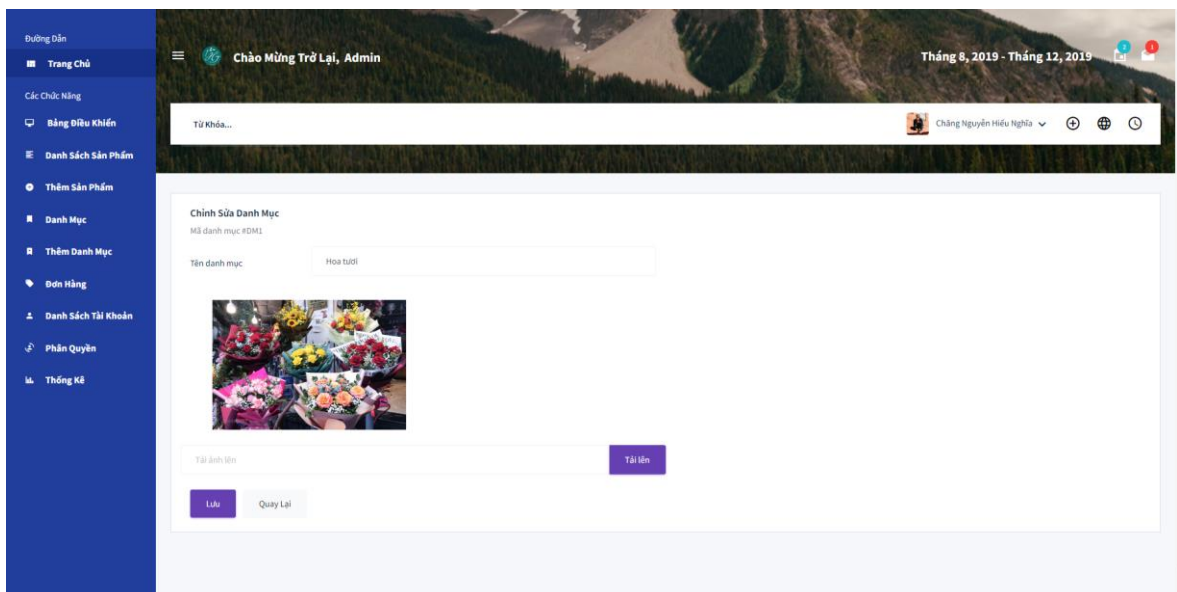 Đường Dẫn
Trang Chủ
Các Chức Năng
Bảng Điều Khiển
Danh Sách Sản Phẩm
Thêm Sản Phẩm
Danh Mục
Thêm Danh Mục
Đơn Hàng
Danh Sách Tài Khoản
Phân Quyền
Thống Kê
Chào Mừng Trở Lại, Admin
Tháng 8, 2019 - Tháng 12, 2019
2
1
Từ Khóa...
Chăng Nguyễn Hiếu Nghĩa
Chỉnh Sửa Danh Mục
Mã danh mục #DM1
Tên danh mục
Hoa tươi
Tải ảnh lên
Tải lên
Lưu
Quay Lại